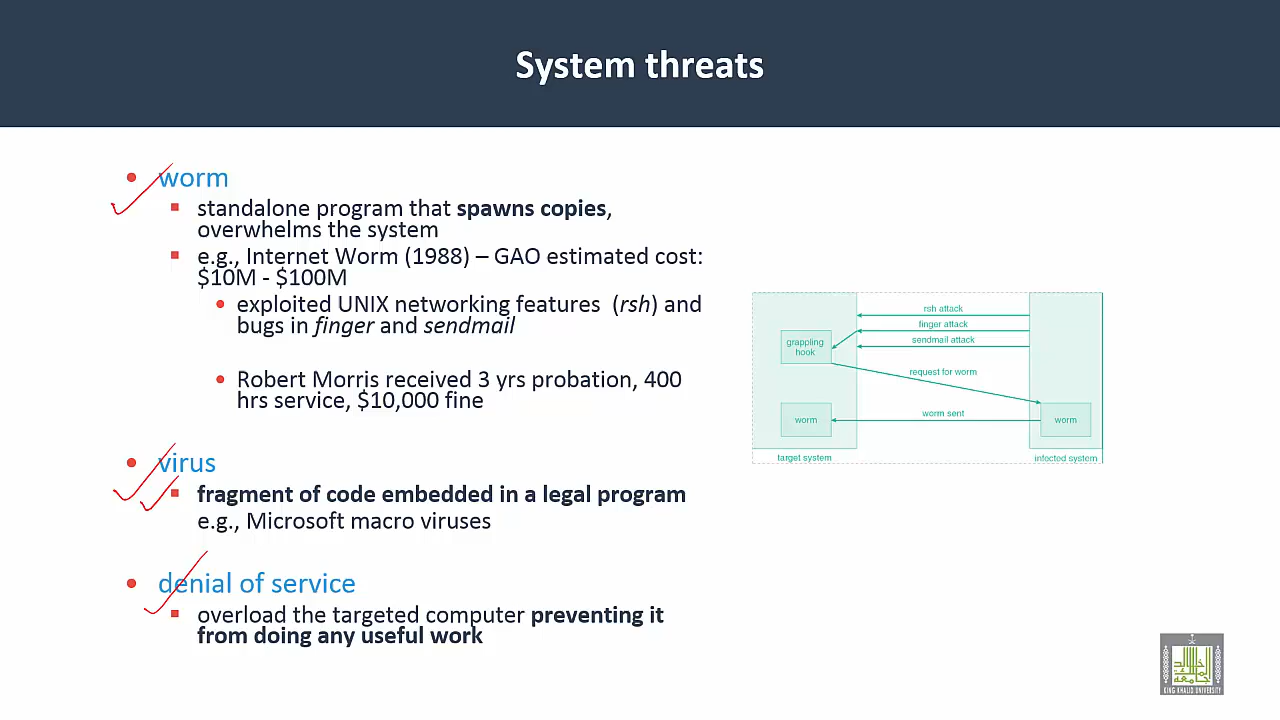 System threats
worm
standalone program that spawns copies,
overwhelms the system
e.g., Internet Worm (1988) – GAO estimated cost:
$10M - $100M
exploited UNIX networking features (rsh) and
bugs in finger and sendmail
Robert Morris received 3 yrs probation, 400
hrs service, $10,000 fine
virus
fragment of code embedded in a legal program
e.g., Microsoft macro viruses
denial of service
overload the targeted computer preventing it
from doing any useful work
rsh attack
finger attack
sendmail attack
grappling
hook
request for worm
worm sent
worm
worm
target system
infected system
KING KHALID UNIVERSITY